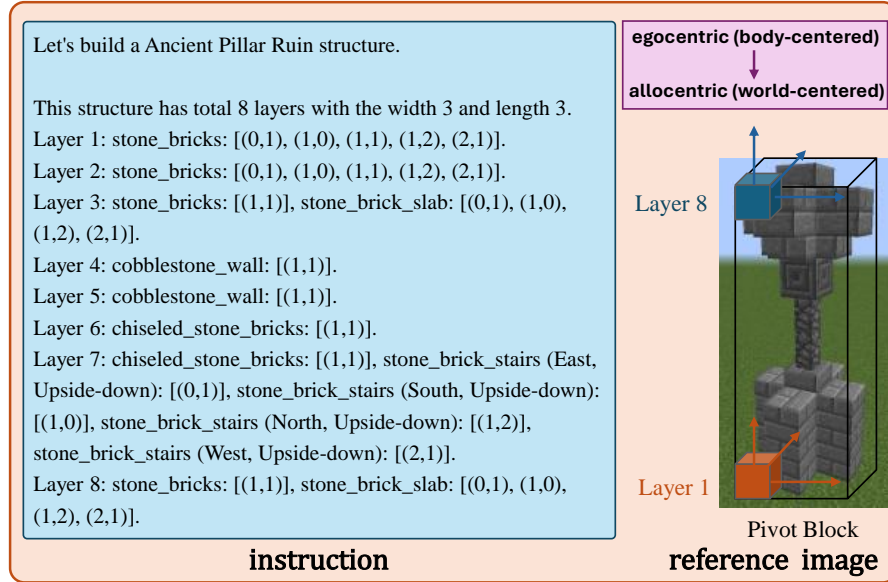 Let's build a Ancient Pillar Ruin structure.
This structure has total 8 layers with the width 3 and length 3.
Layer 1: stone_bricks: [(0,1), (1,0), (1,1), (1,2), (2,1)].
Layer 2: stone_bricks: [(0,1), (1,0), (1,1), (1,2), (2,1)].
Layer 3: stone_bricks: [(1,1)], stone_brick_slab: [(0,1), (1,0),
(1,2), (2,1)].
Layer 4: cobblestone_wall: [(1,1)].
Layer 5: cobblestone_wall: [(1,1)].
Layer 6: chiseled_stone_bricks: [(1,1)].
Layer 7: chiseled_stone_bricks: [(1,1)], stone_brick_stairs (East,
Upside-down): [(0,1)], stone_brick_stairs (South, Upside-down):
[(1,0)], stone_brick_stairs (North, Upside-down): [(1,2)],
stone_brick_stairs (West, Upside-down): [(2,1)].
Layer 8: stone_bricks: [(1,1)], stone_brick_slab: [(0,1), (1,0),
(1,2), (2,1)].
instruction
egocentric (body-centered)
allocentric (world-centered)
Layer 8
Layer 1
Pivot Block
reference image